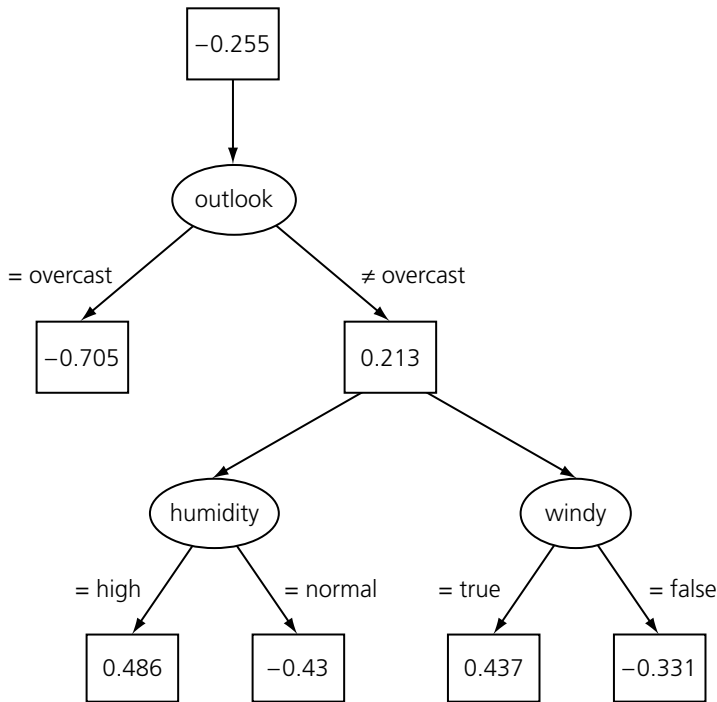 −0.255
outlook
= overcast
≠ overcast
−0.705
0.213
humidity
windy
= high
= normal
= true
= false
0.486
−0.43
0.437
−0.331